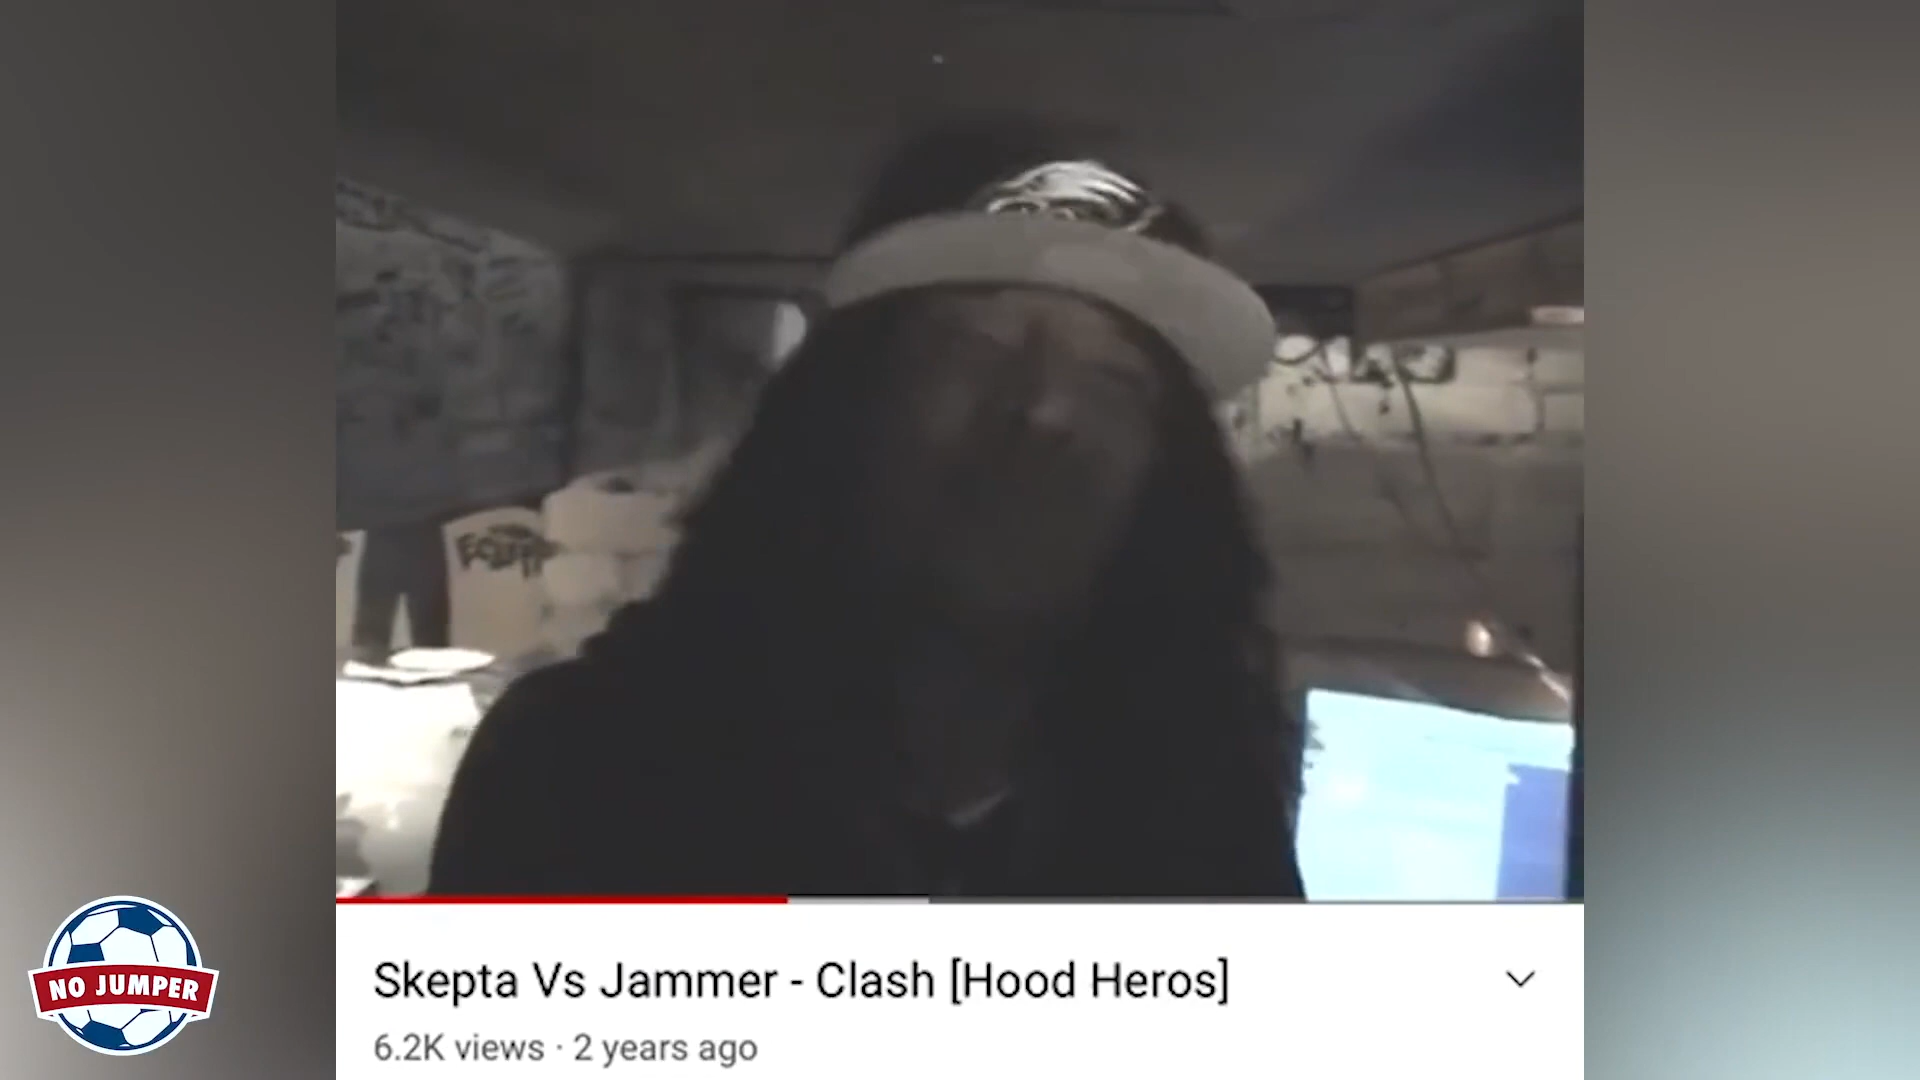 NO JUMPER
Skepta Vs Jammer - Clash [Hood Heros]
6.2K views · 2 years ago